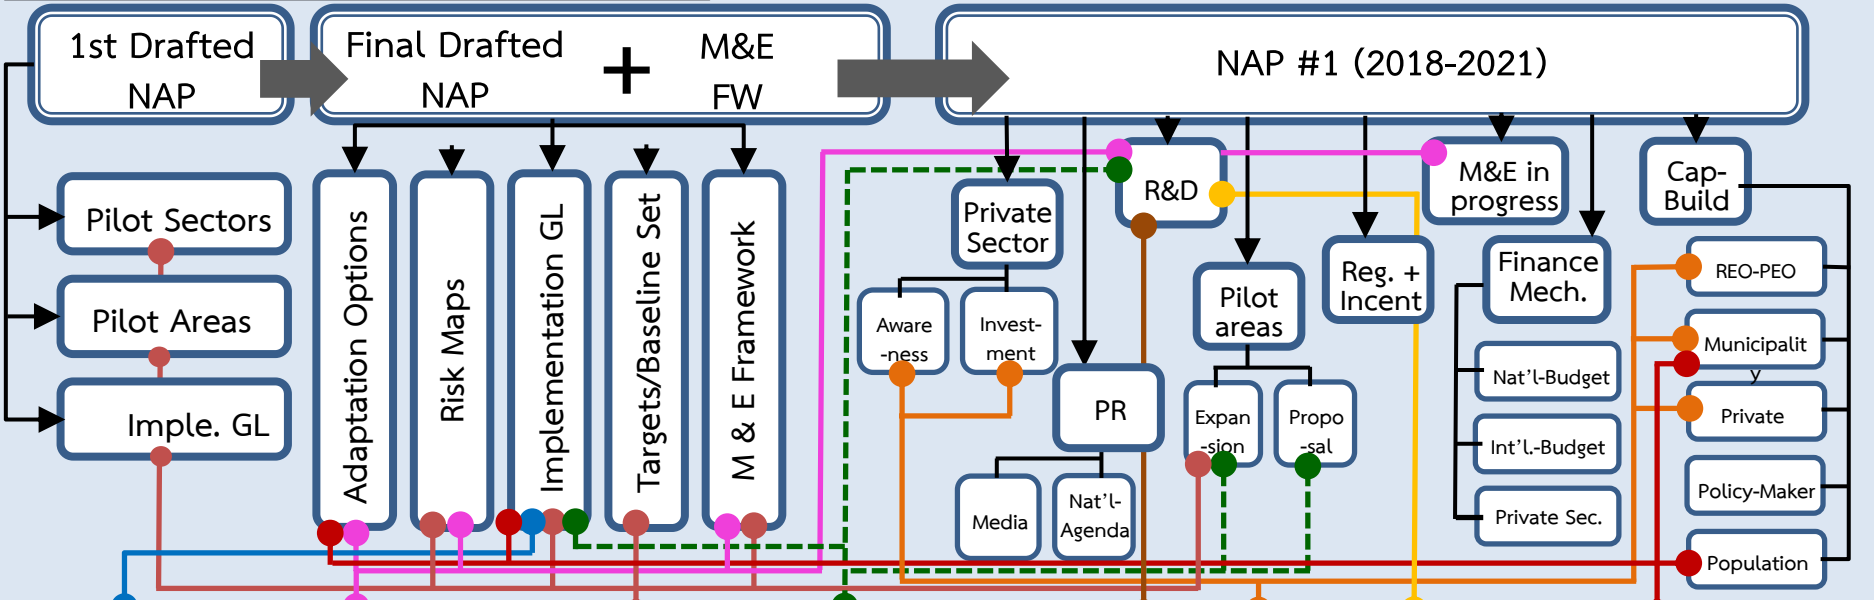 1st Drafted
NAP
Final Drafted
NAP
+
M&E
FW
NAP #1 (2018-2021)
Pilot Sectors
Pilot Areas
Imple. GL
Adaptation Options
Risk Maps
Implementation GL
Targets/Baseline Set
M & E Framework
Private
Sector
Aware
-ness
Invest-
ment
PR
Media
Nat'l-
Agenda
R&D
Pilot
areas
Expan
-sion
Propo
-sal
Reg. +
Incent
M&E in
progress
Finance
Mech.
Nat'l-Budget
Int'l.-Budget
Private Sec.
Cap-
Build
REO-PEO
Municipalit
y
Private
Policy-Maker
Population